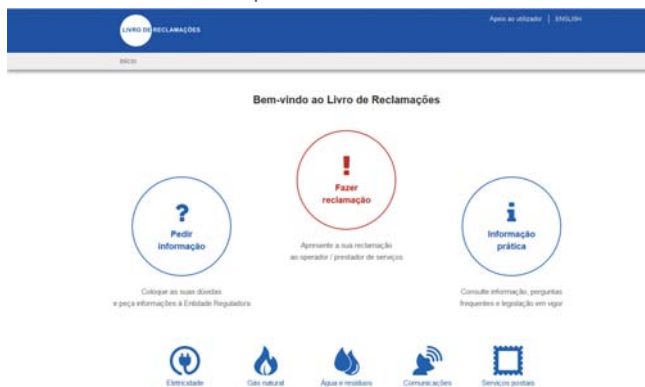 LIVRO DE RECLAMAÇÕES
Apoio ao utilizador | ENGLISH
Início
Bem-vindo ao Livro de Reclamações
Fazer
reclamação
Apresente a sua reclamação
ao operador / prestador de serviços
Pedir
informação
Coloque as suas dúvidas
e peça informações à Entidade Reguladora
Informação
prática
Consulte informação, perguntas
frequentes e legislação em vigor
Eletricidade
Gás natural
Água e resíduos
Comunicações
Serviços postais